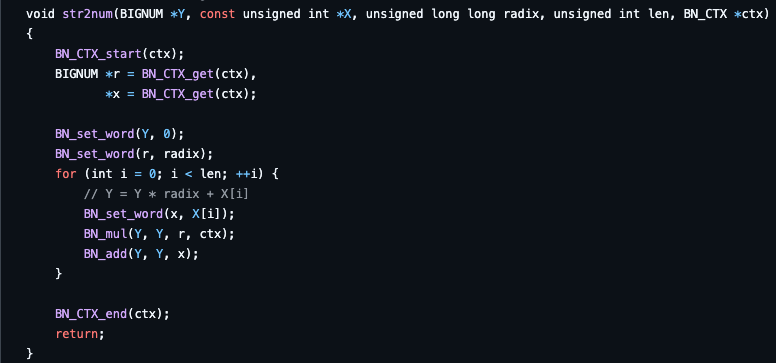 void str2num(BIGNUM *Y, const unsigned int *X, unsigned long long radix, unsigned int len, BN_CTX *ctx)
{
    BN_CTX_start(ctx);
    BIGNUM *r = BN_CTX_get(ctx),
           *x = BN_CTX_get(ctx);

    BN_set_word(Y, 0);
    BN_set_word(r, radix);
    for (int i = 0; i < len; ++i) {
        // Y = Y * radix + X[i]
        BN_set_word(x, X[i]);
        BN_mul(Y, Y, r, ctx);
        BN_add(Y, Y, x);
    }

    BN_CTX_end(ctx);
    return;
}